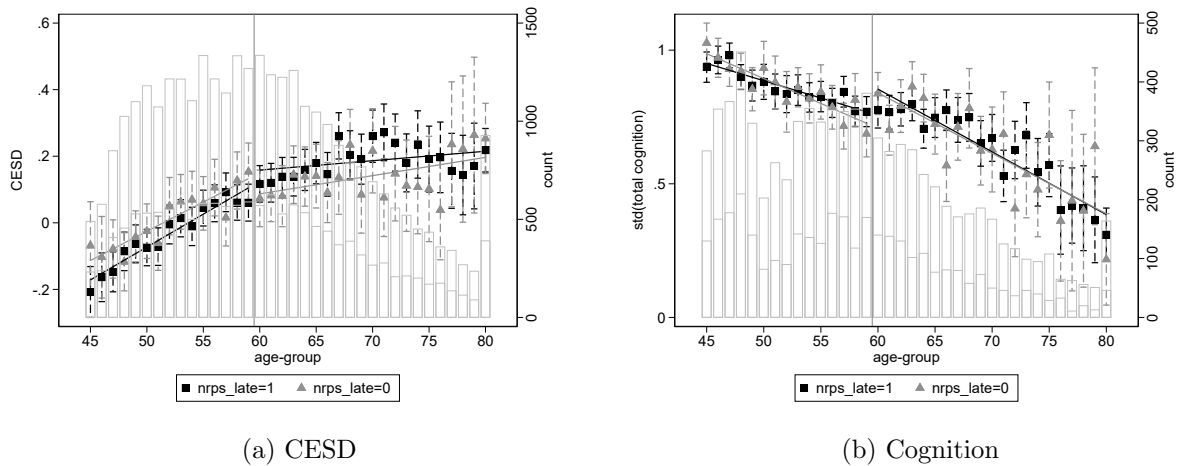 .6
.4
.2
0
-.2
CESD
1500
1000
500
0
count
45 50 55 60 65 70 75 80
age-group
nrps_late=1 nrps_late=0
(a) CESD
1
.5
0
std(total cognition)
500
400
300
200
100
0
count
45 50 55 60 65 70 75 80
age-group
nrps_late=1 nrps_late=0
(b) Cognition